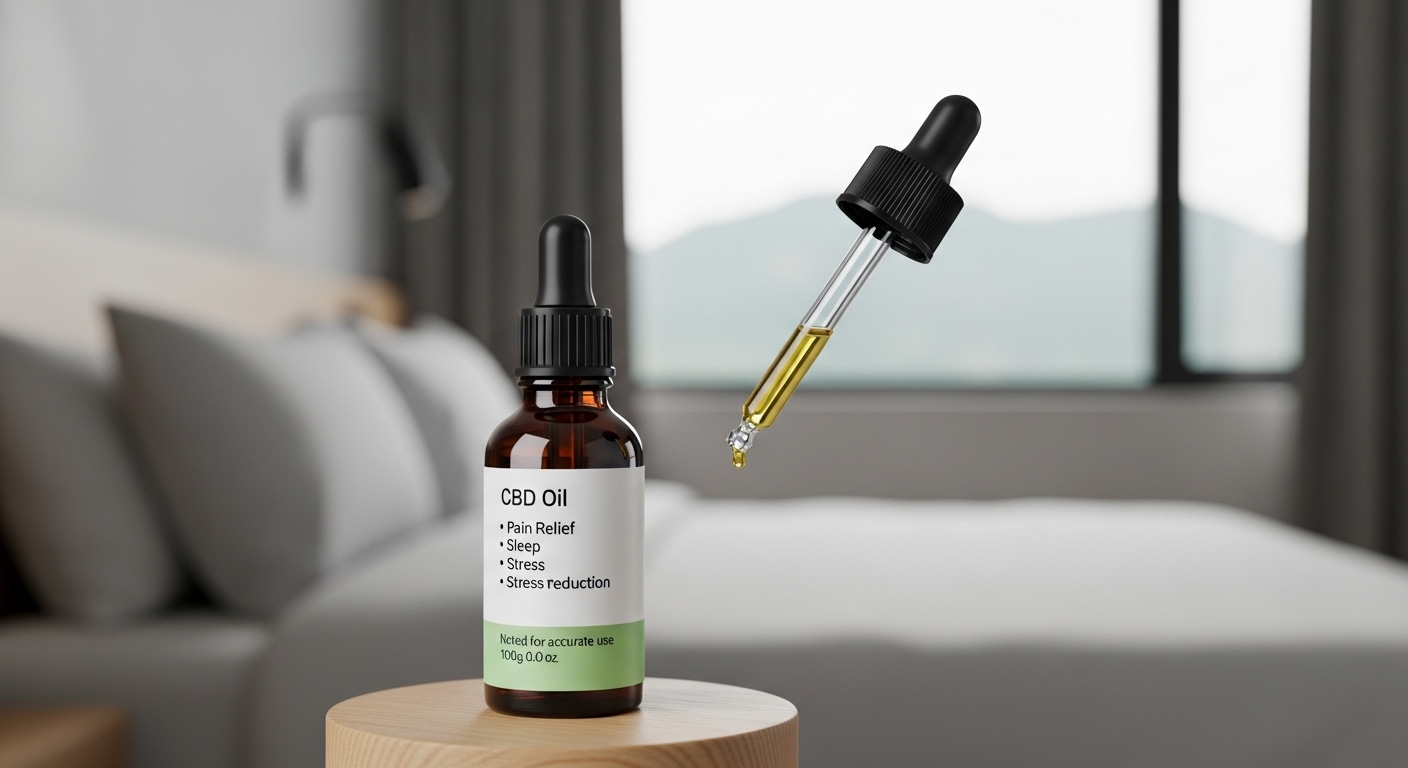 CBD Oil
• Pain Relief
• Sleep
• Stress
• Stress reduction
Ncted for accurate use
100g 0.0 oz